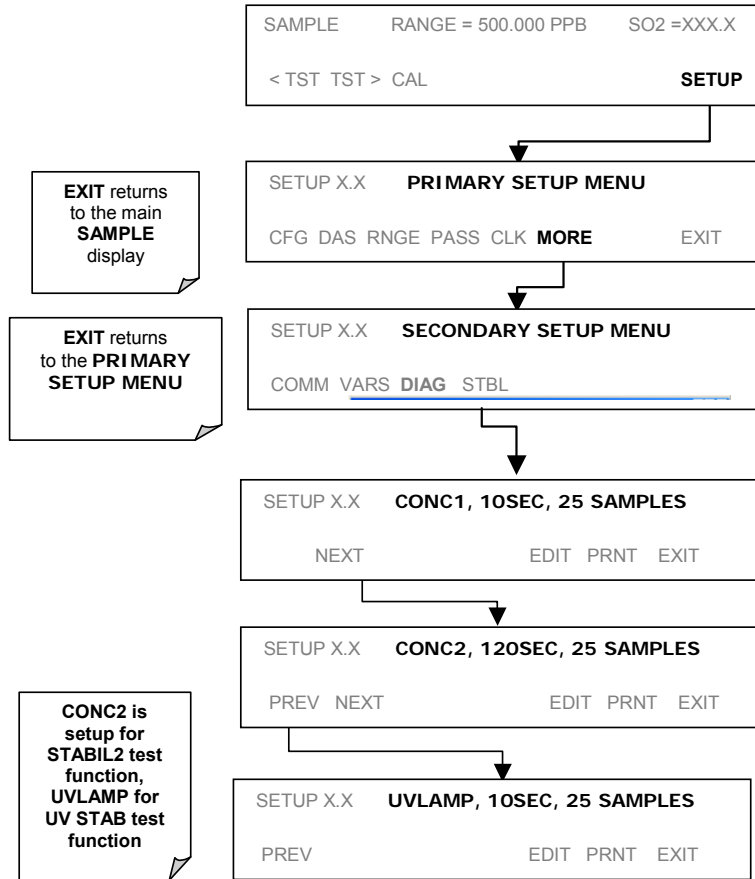 SAMPLE RANGE = 500.000 PPB SO2 =XXX.X
< TST TST > CAL SETUP
EXIT returns
to the main
SAMPLE
display
SETUP X.X PRIMARY SETUP MENU
CFG DAS RNGE PASS CLK MORE EXIT
EXIT returns
to the PRIMARY
SETUP MENU
SETUP X.X SECONDARY SETUP MENU
COMM VARS DIAG STBL
SETUP X.X CONC1, 10SEC, 25 SAMPLES
NEXT EDIT PRNT EXIT
SETUP X.X CONC2, 120SEC, 25 SAMPLES
PREV NEXT EDIT PRNT EXIT
CONC2 is
setup for
STABIL2 test
function,
UVLAMP for
UV STAB test
function
SETUP X.X UVLAMP, 10SEC, 25 SAMPLES
PREV EDIT PRNT EXIT